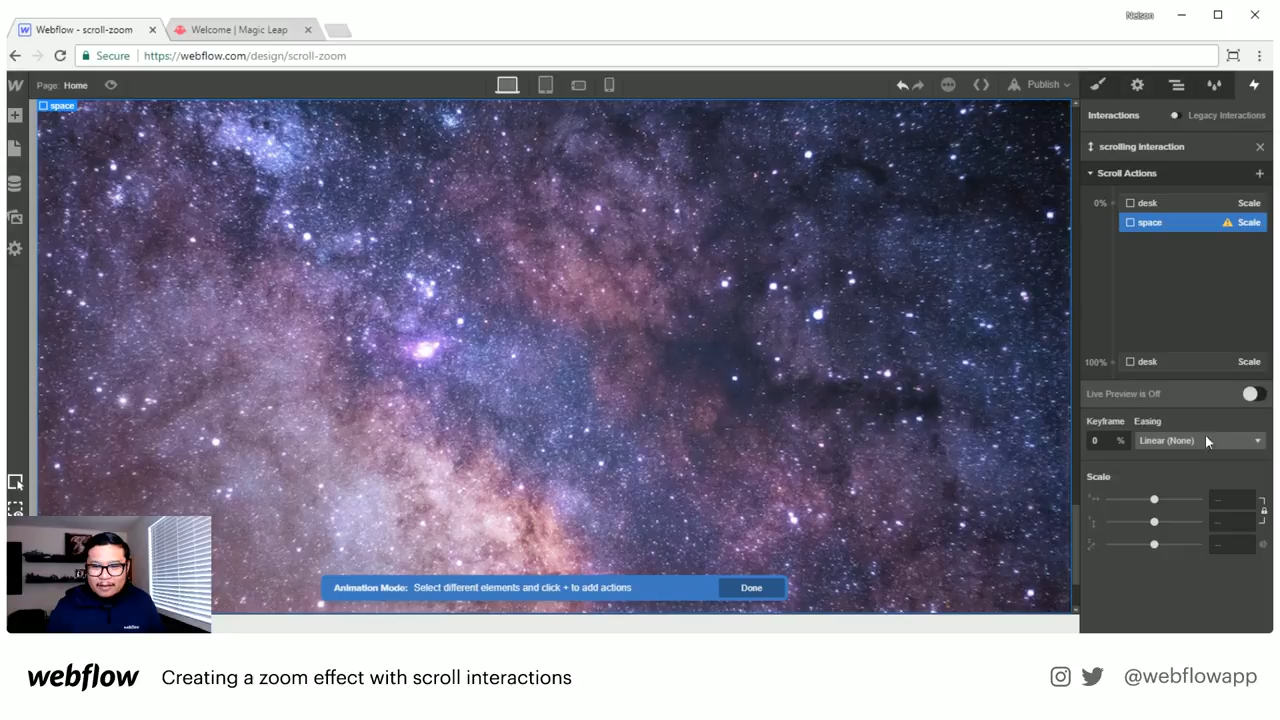 Nelson
Webflow - scroll-zoom
Welcome | Magic Leap
Secure
https://webflow.com/design/scroll-zoom
Page: Home
Publish
Interactions
Legacy Interactions
space
scrolling interaction
Scroll Actions
0%
desk
Scale
space
Scale
100%
desk
Scale
Live Preview is Off
Keyframe
Easing
0
%
Linear (None)
Scale
Animation Mode: Select different elements and click + to add actions
Done
webflow
Creating a zoom effect with scroll interactions
@webflowapp